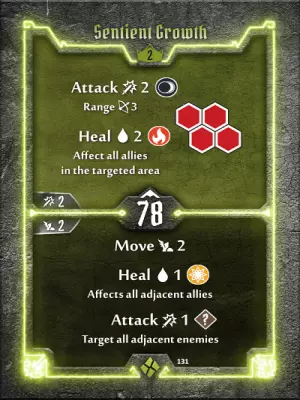 Sentient Growth
2
Attack 2
Range 3
Heal 2
Affect all allies
in the targeted area
2
78
2
Move 2
Heal 1
Affects all adjacent allies
Attack 1 ?
Target all adjacent enemies
131